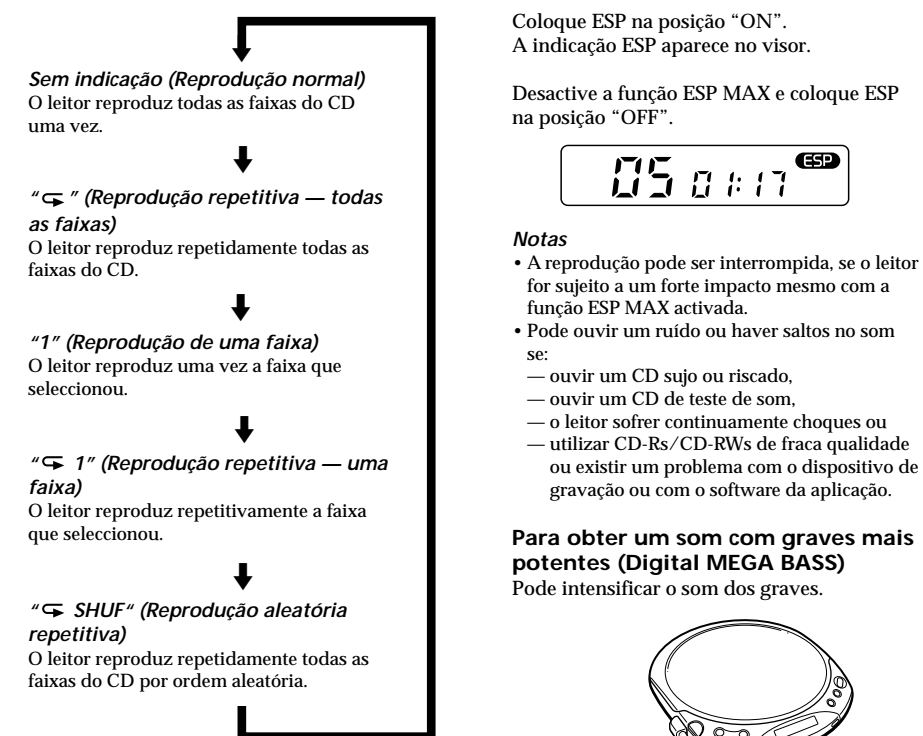 Sem indicação (Reprodução normal)
O leitor reproduz todas as faixas do CD
uma vez.
“ ” (Reprodução repetitiva — todas
as faixas)
O leitor reproduz repetidamente todas as
faixas do CD.
“1” (Reprodução de uma faixa)
O leitor reproduz uma vez a faixa que
seleccionou.
“ 1” (Reprodução repetitiva — uma
faixa)
O leitor reproduz repetitivamente a faixa
que seleccionou.
“ SHUF“ (Reprodução aleatória
repetitiva)
O leitor reproduz repetidamente todas as
faixas do CD por ordem aleatória.
Coloque ESP na posição “ON”.
A indicação ESP aparece no visor.
Desactive a função ESP MAX e coloque ESP
na posição “OFF”.
05 01:17 ESP
Notas
• A reprodução pode ser interrompida, se o leitor
for sujeito a um forte impacto mesmo com a
função ESP MAX activada.
• Pode ouvir um ruído ou haver saltos no som
se:
— ouvir um CD sujo ou riscado,
— ouvir um CD de teste de som,
— o leitor sofrer continuamente choques ou
— utilizar CD-Rs/CD-RWs de fraca qualidade
ou existir um problema com o dispositivo de
gravação ou com o software da aplicação.
Para obter um som com graves mais
potentes (Digital MEGA BASS)
Pode intensificar o som dos graves.